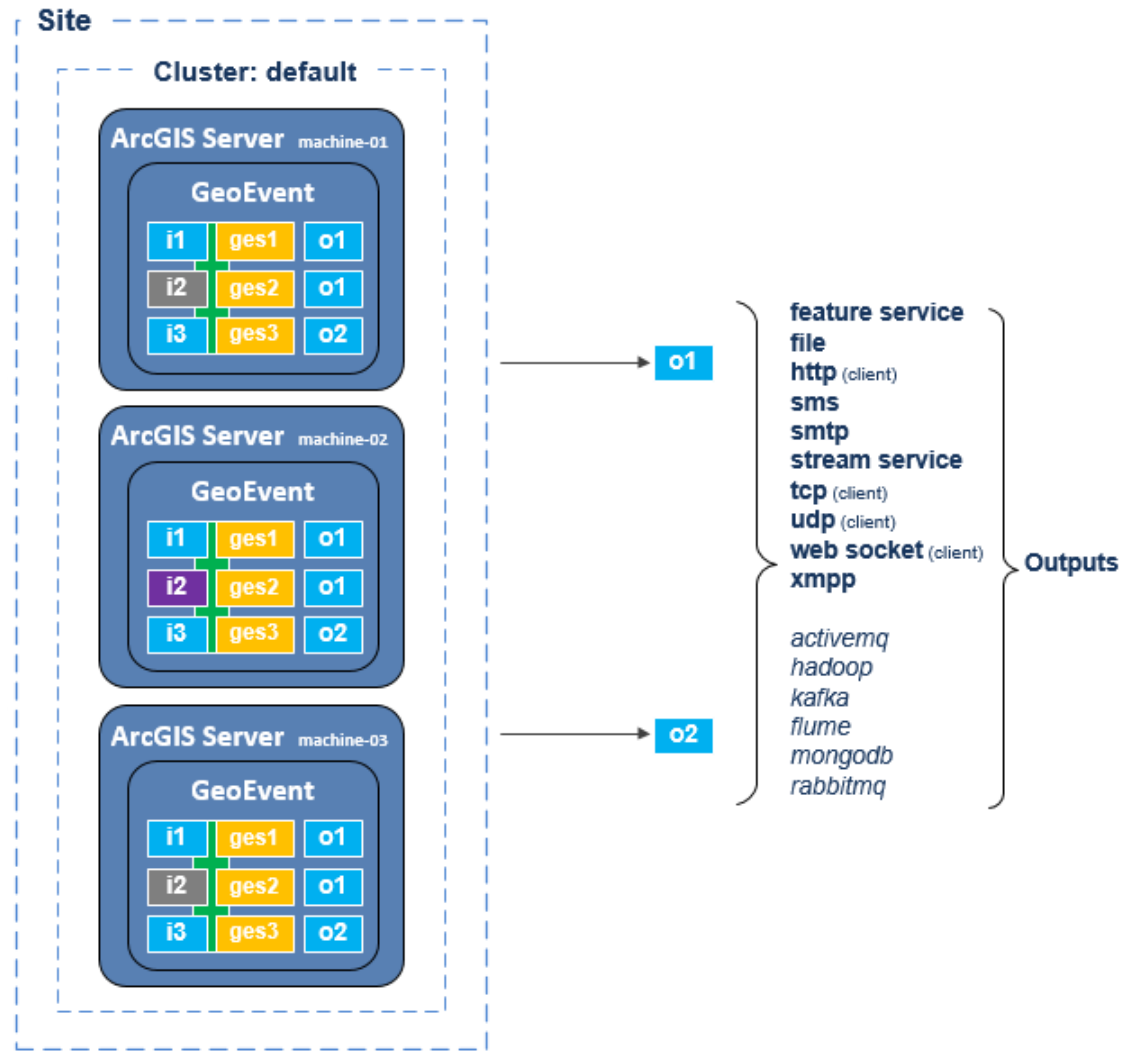 Site
Cluster: default
ArcGIS Server machine-01
GeoEvent
i1 ges1 o1
i2 ges2 o1
i3 ges3 o2
ArcGIS Server machine-02
GeoEvent
i1 ges1 o1
i2 ges2 o1
i3 ges3 o2
ArcGIS Server machine-03
GeoEvent
i1 ges1 o1
i2 ges2 o1
i3 ges3 o2
o1
o2
feature service
file
http (client)
sms
smtp
stream service
tcp (client)
udp (client)
web socket (client)
xmpp
activemq
hadoop
kafka
flume
mongodb
rabbitmq
Outputs